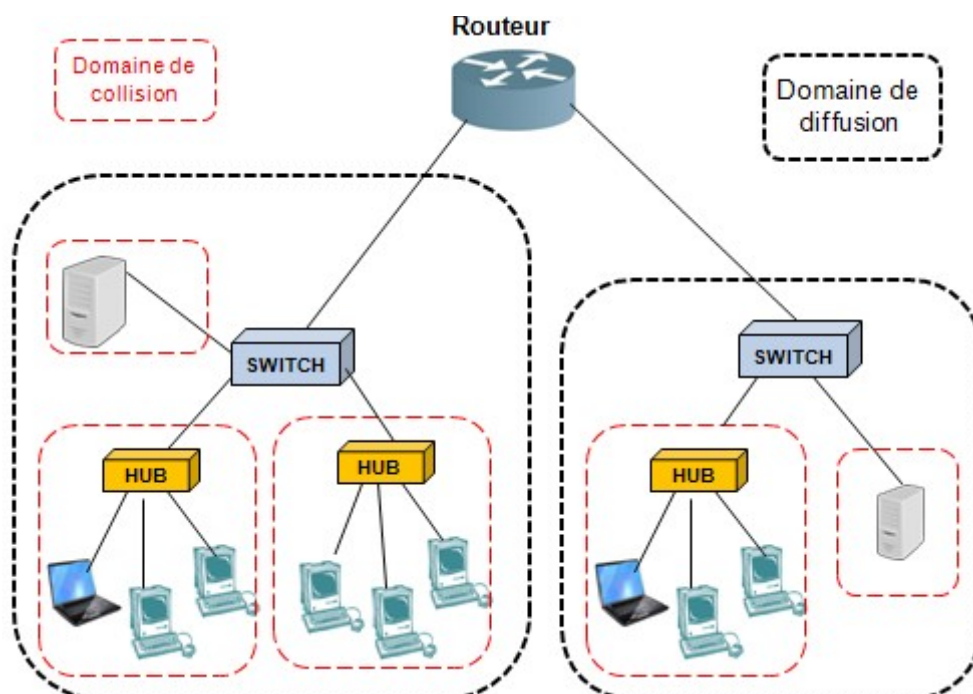 Routeur
Domaine de
collision
Domaine de
diffusion
SWITCH
SWITCH
HUB
HUB
HUB